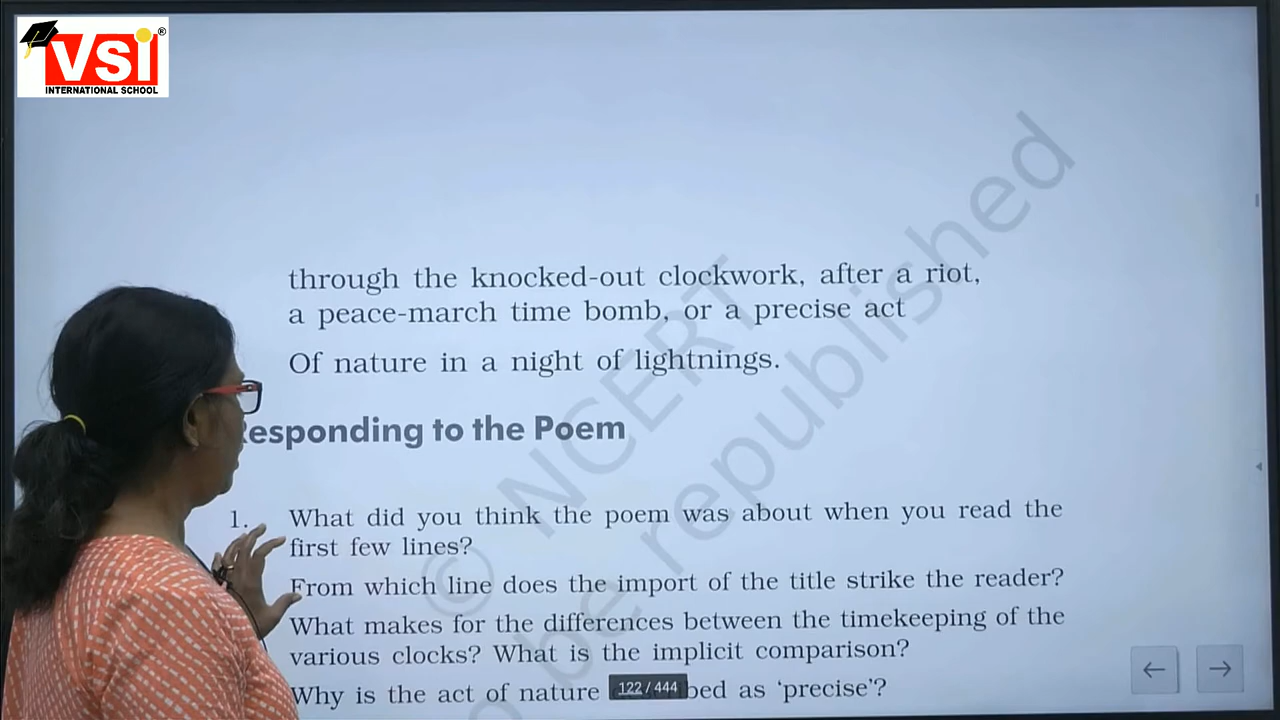 VSI ®
INTERNATIONAL SCHOOL
through the knocked-out clockwork, after a riot,
a peace-march time bomb, or a precise act
Of nature in a night of lightnings.
esponding to the Poem
1. What did you think the poem was about when you read the
first few lines?
From which line does the import of the title strike the reader?
What makes for the differences between the timekeeping of the
various clocks? What is the implicit comparison?
Why is the act of nature bed as ‘precise’?
122 / 444
© NCERT
be republished